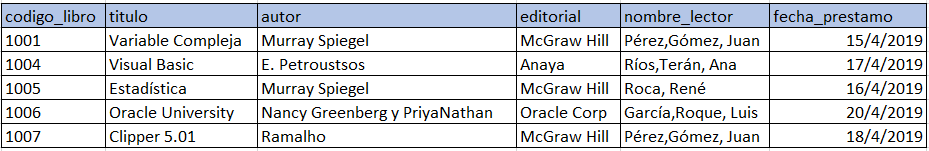 codigo_libro titulo autor editorial nombre_lector fecha_prestamo
1001 Variable Compleja Murray Spiegel McGraw Hill Pérez,Gómez, Juan 15/4/2019
1004 Visual Basic E. Petroustsos Anaya Ríos,Terán, Ana 17/4/2019
1005 Estadística Murray Spiegel McGraw Hill Roca, René 16/4/2019
1006 Oracle University Nancy Greenberg y PriyaNathan Oracle Corp García,Roque, Luis 20/4/2019
1007 Clipper 5.01 Ramalho McGraw Hill Pérez,Gómez, Juan 18/4/2019